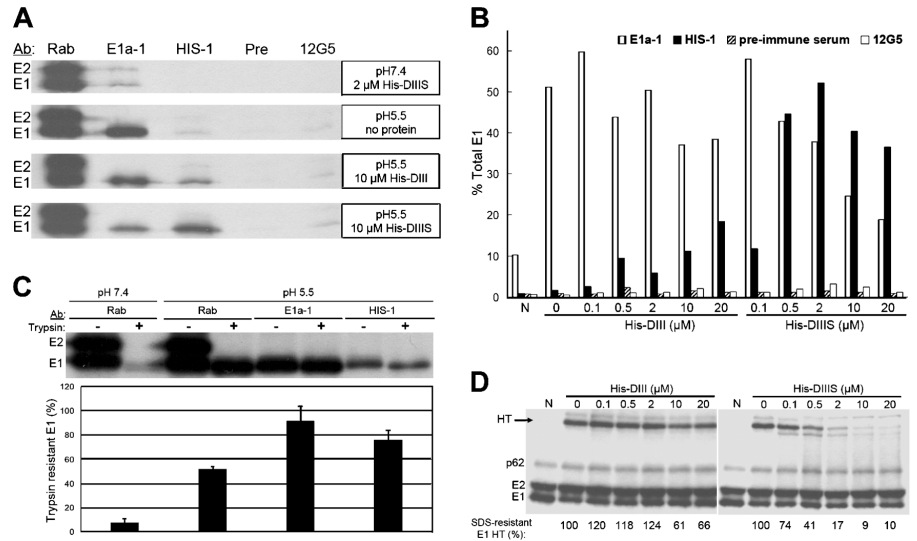 A
Ab: Rab E1a-1 HIS-1 Pre 12G5
E2
E1
pH7.4
2 µM His-DIIIS
E2
E1
pH5.5
no protein
E2
E1
pH5.5
10 µM His-DIII
E2
E1
pH5.5
10 µM His-DIIIS
B
E1a-1 HIS-1 pre-immune serum 12G5
% Total E1
60
50
40
30
20
10
0
N 0 0.1 0.5 2 10 20 0.1 0.5 2 10 20
His-DIII (µM) His-DIIIS (µM)
C
pH 7.4 pH 5.5
Ab: Rab Rab E1a-1 HIS-1
Trypsin: - + - + - + - +
E2
E1
Trypsin resistant E1 (%)
120
100
80
60
40
20
0
D
His-DIII (µM) His-DIIIS (µM)
N 0 0.1 0.5 2 10 20 N 0 0.1 0.5 2 10 20
HT
p62
E2
E1
SDS-resistant
E1 HT (%): 100 120 118 124 61 66 100 74 41 17 9 10